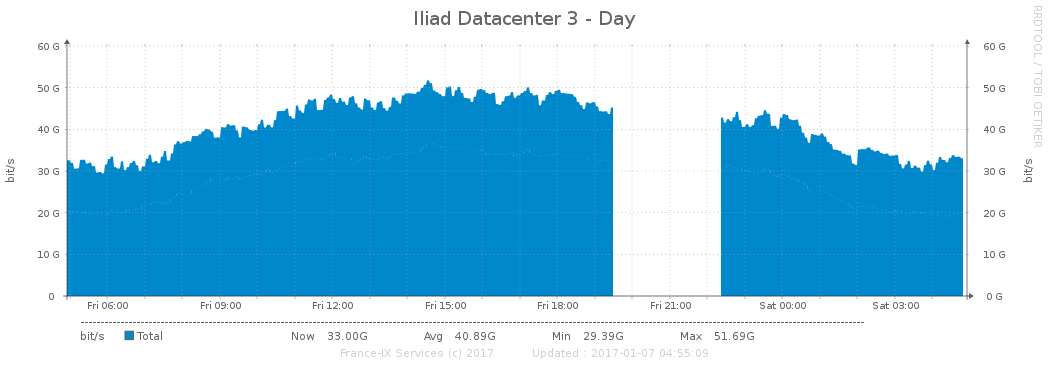 Iliad Datacenter 3 - Day
RRDTOOL / TOBI OETIKER
60 G 60 G
50 G 50 G
40 G 40 G
30 G 30 G
20 G 20 G
10 G 10 G
0 0 G
bit/s bit/s
Fri 06:00 Fri 09:00 Fri 12:00 Fri 15:00 Fri 18:00 Fri 21:00 Sat 00:00 Sat 03:00
bit/s Total Now 33.00G Avg 40.89G Min 29.39G Max 51.69G
France-IX Services (c) 2017 Updated : 2017-01-07 04:55:09